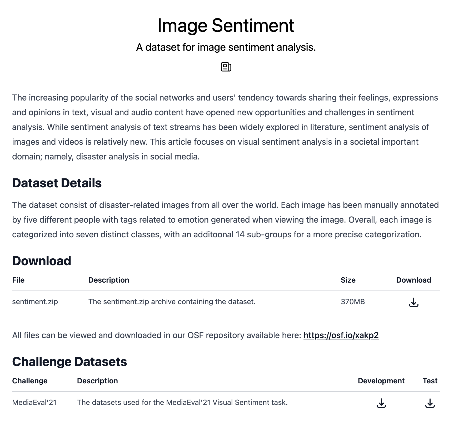 Image Sentiment
A dataset for image sentiment analysis.
The increasing popularity of the social networks and users' tendency towards sharing their feelings, expressions
and opinions in text, visual and audio content have opened new opportunities and challenges in sentiment
analysis. While sentiment analysis of text streams has been widely explored in literature, sentiment analysis of
images and videos is relatively new. This article focuses on visual sentiment analysis in a societal important
domain; namely, disaster analysis in social media.
Dataset Details
The dataset consist of disaster-related images from all over the world. Each image has been manually annotated
by five different people with tags related to emotion generated when viewing the image. Overall, each image is
categorized into seven distinct classes, with an additoonal 14 sub-groups for a more precise categorization.
Download
File Description Size Download
sentiment.zip The sentiment.zip archive containing the dataset. 370MB
All files can be viewed and downloaded in our OSF repository available here: https://osf.io/xakp2
Challenge Datasets
Challenge Description Development Test
MediaEval'21 The datasets used for the MediaEval'21 Visual Sentiment task.